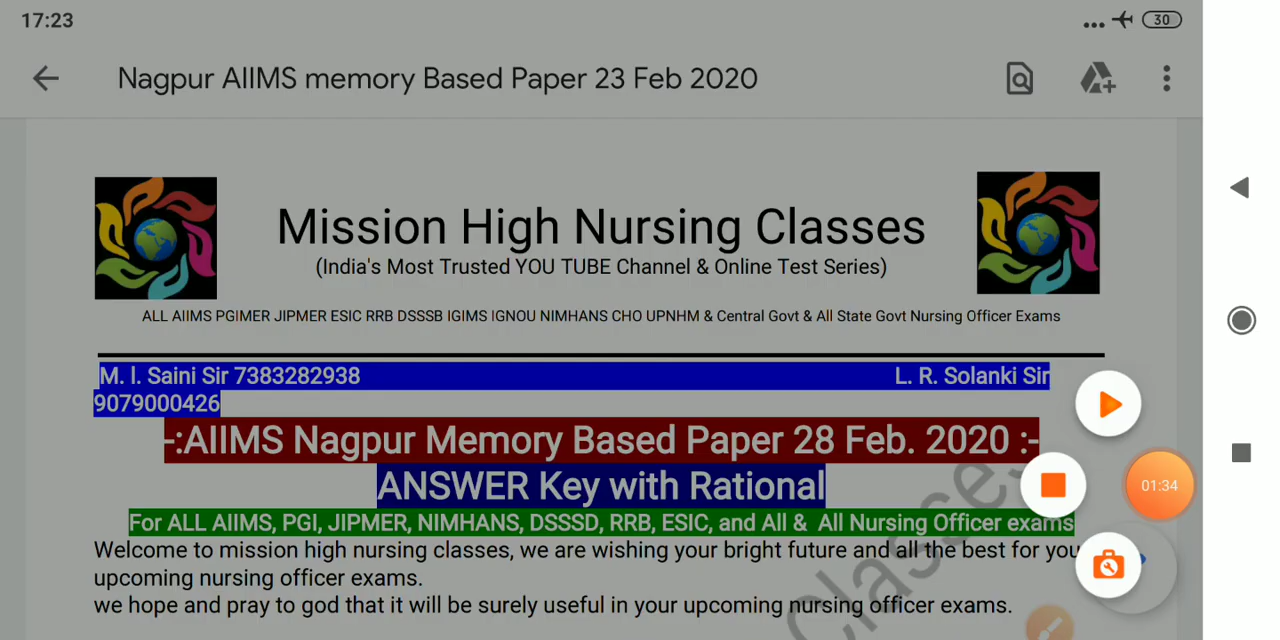 17:23
30
Nagpur AIIMS memory Based Paper 23 Feb 2020
Mission High Nursing Classes
(India's Most Trusted YOU TUBE Channel & Online Test Series)
ALL AIIMS PGIMER JIPMER ESIC RRB DSSSB IGIMS IGNOU NIMHANS CHO UPNHM & Central Govt & All State Govt Nursing Officer Exams
M. l. Saini Sir 7383282938 L. R. Solanki Sir
9079000426
-:AIIMS Nagpur Memory Based Paper 28 Feb. 2020 :-
ANSWER Key with Rational
01:34
For ALL AIIMS, PGI, JIPMER, NIMHANS, DSSSD, RRB, ESIC, and All & All Nursing Officer exams
Welcome to mission high nursing classes, we are wishing your bright future and all the best for you
upcoming nursing officer exams.
we hope and pray to god that it will be surely useful in your upcoming nursing officer exams.
Classes